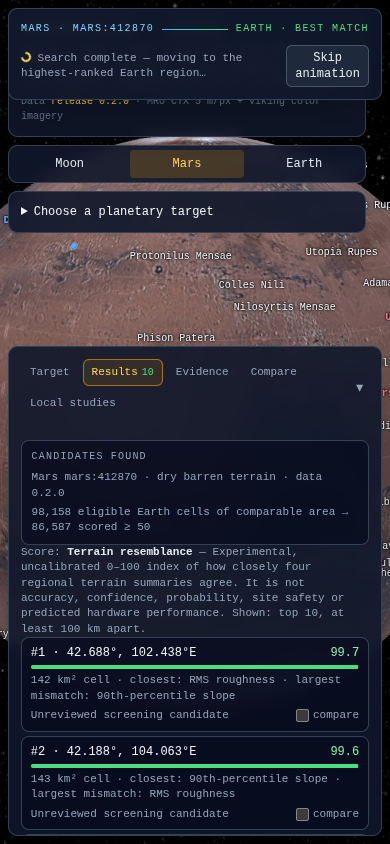 MARS · MARS:412870 EARTH · BEST MATCH
Search complete — moving to the
highest-ranked Earth region…
Skip
animation
Data release 0.2.0 · MRO CTX 5 m/px + Viking color
imagery
Moon Mars Earth
▶ Choose a planetary target
Protonilus Mensae
Utopia Rupes
Colles Nili
Nilosyrtis Mensae
Phison Patera
Target Results 10 Evidence Compare
▼
Local studies
CANDIDATES FOUND
Mars mars:412870 · dry barren terrain · data
0.2.0
98,158 eligible Earth cells of comparable area →
86,587 scored ≥ 50
Score: Terrain resemblance — Experimental,
uncalibrated 0–100 index of how closely four
regional terrain summaries agree. It is not
accuracy, confidence, probability, site safety or
predicted hardware performance. Shown: top 10, at
least 100 km apart.
#1 · 42.688°, 102.438°E 99.7
142 km² cell · closest: RMS roughness · largest
mismatch: 90th-percentile slope
Unreviewed screening candidate compare
#2 · 42.188°, 104.063°E 99.6
143 km² cell · closest: 90th-percentile slope ·
largest mismatch: RMS roughness
Unreviewed screening candidate compare